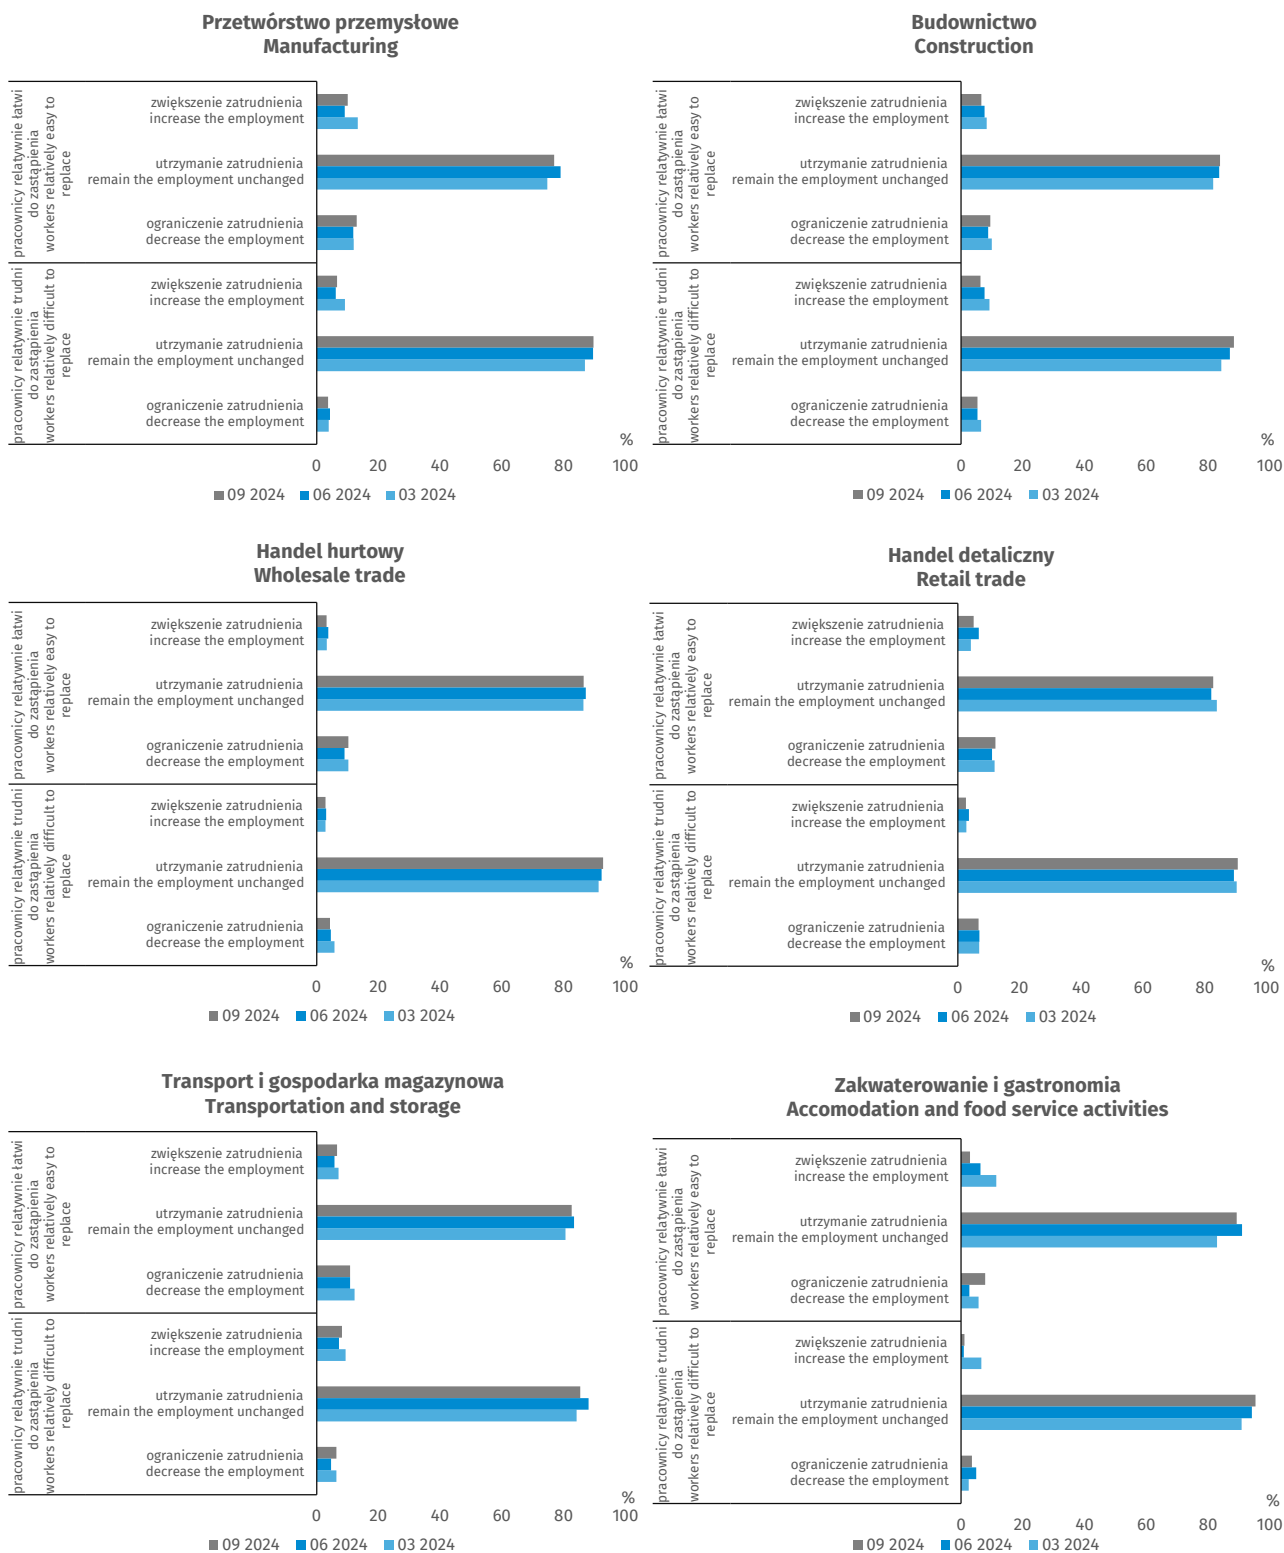 Przetwórstwo przemysłowe
Manufacturing
pracownicy relatywnie łatwi
do zastąpienia
workers relatively easy to
replace
zwiększenie zatrudnienia
increase the employment
utrzymanie zatrudnienia
remain the employment unchanged
ograniczenie zatrudnienia
decrease the employment
pracownicy relatywnie trudni
do zastąpienia
workers relatively difficult to
replace
zwiększenie zatrudnienia
increase the employment
utrzymanie zatrudnienia
remain the employment unchanged
ograniczenie zatrudnienia
decrease the employment
%
0 20 40 60 80 100
09 2024 06 2024 03 2024
Budownictwo
Construction
pracownicy relatywnie łatwi
do zastąpienia
workers relatively easy to
replace
zwiększenie zatrudnienia
increase the employment
utrzymanie zatrudnienia
remain the employment unchanged
ograniczenie zatrudnienia
decrease the employment
pracownicy relatywnie trudni
do zastąpienia
workers relatively difficult to
replace
zwiększenie zatrudnienia
increase the employment
utrzymanie zatrudnienia
remain the employment unchanged
ograniczenie zatrudnienia
decrease the employment
%
0 20 40 60 80 100
09 2024 06 2024 03 2024
Handel hurtowy
Wholesale trade
pracownicy relatywnie łatwi
do zastąpienia
workers relatively easy to
replace
zwiększenie zatrudnienia
increase the employment
utrzymanie zatrudnienia
remain the employment unchanged
ograniczenie zatrudnienia
decrease the employment
pracownicy relatywnie trudni
do zastąpienia
workers relatively difficult to
replace
zwiększenie zatrudnienia
increase the employment
utrzymanie zatrudnienia
remain the employment unchanged
ograniczenie zatrudnienia
decrease the employment
%
0 20 40 60 80 100
09 2024 06 2024 03 2024
Handel detaliczny
Retail trade
pracownicy relatywnie łatwi
do zastąpienia
workers relatively easy to
replace
zwiększenie zatrudnienia
increase the employment
utrzymanie zatrudnienia
remain the employment unchanged
ograniczenie zatrudnienia
decrease the employment
pracownicy relatywnie trudni
do zastąpienia
workers relatively difficult to
replace
zwiększenie zatrudnienia
increase the employment
utrzymanie zatrudnienia
remain the employment unchanged
ograniczenie zatrudnienia
decrease the employment
%
0 20 40 60 80 100
09 2024 06 2024 03 2024
Transport i gospodarka magazynowa
Transportation and storage
pracownicy relatywnie łatwi
do zastąpienia
workers relatively easy to
replace
zwiększenie zatrudnienia
increase the employment
utrzymanie zatrudnienia
remain the employment unchanged
ograniczenie zatrudnienia
decrease the employment
pracownicy relatywnie trudni
do zastąpienia
workers relatively difficult to
replace
zwiększenie zatrudnienia
increase the employment
utrzymanie zatrudnienia
remain the employment unchanged
ograniczenie zatrudnienia
decrease the employment
%
0 20 40 60 80 100
09 2024 06 2024 03 2024
Zakwaterowanie i gastronomia
Accomodation and food service activities
pracownicy relatywnie łatwi
do zastąpienia
workers relatively easy to
replace
zwiększenie zatrudnienia
increase the employment
utrzymanie zatrudnienia
remain the employment unchanged
ograniczenie zatrudnienia
decrease the employment
pracownicy relatywnie trudni
do zastąpienia
workers relatively difficult to
replace
zwiększenie zatrudnienia
increase the employment
utrzymanie zatrudnienia
remain the employment unchanged
ograniczenie zatrudnienia
decrease the employment
%
0 20 40 60 80 100
09 2024 06 2024 03 2024